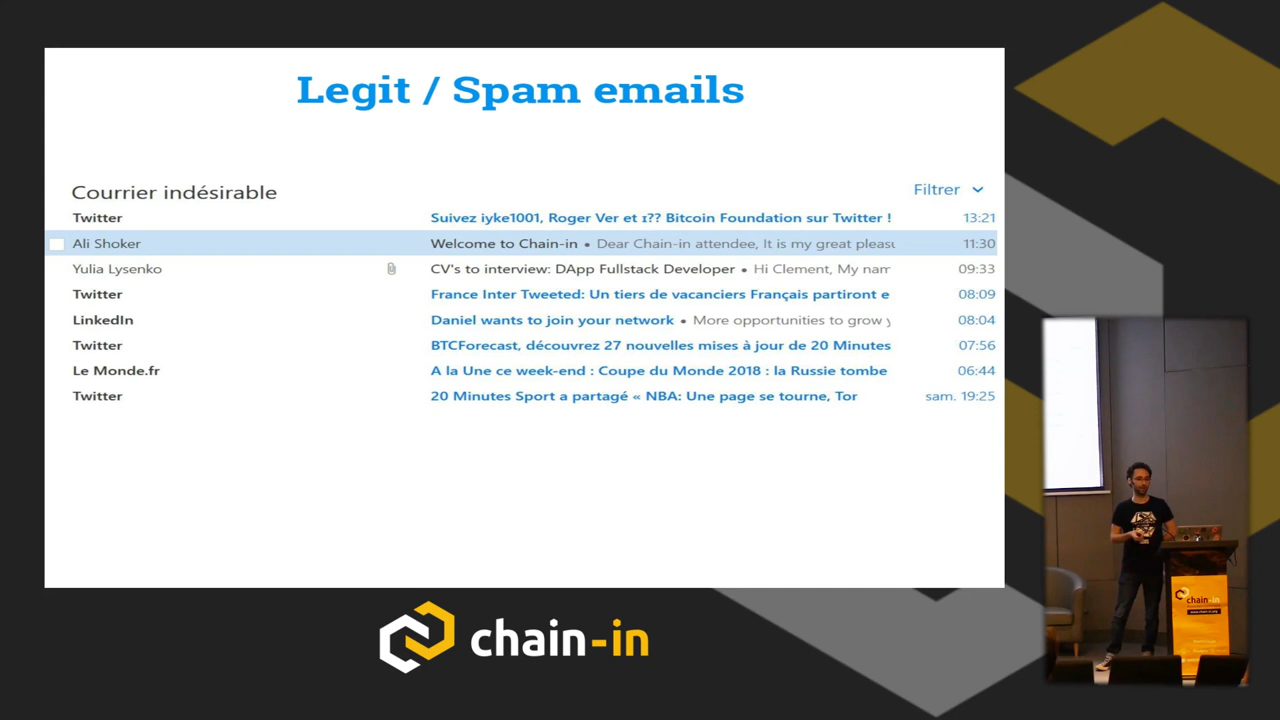 Legit / Spam emails
Courrier indésirable
Filtrer
Twitter Suivez iyke1001, Roger Ver et ɪ?? Bitcoin Foundation sur Twitter ! 13:21
Ali Shoker Welcome to Chain-in • Dear Chain-in attendee, It is my great pleasu 11:30
Yulia Lysenko CV's to interview: DApp Fullstack Developer • Hi Clement, My nam 09:33
Twitter France Inter Tweeted: Un tiers de vacanciers Français partiront e 08:09
LinkedIn Daniel wants to join your network • More opportunities to grow y 08:04
Twitter BTCForecast, découvrez 27 nouvelles mises à jour de 20 Minutes 07:56
Le Monde.fr A la Une ce week-end : Coupe du Monde 2018 : la Russie tombe 06:44
Twitter 20 Minutes Sport a partagé « NBA: Une page se tourne, Tor sam. 19:25
chain-in
chain-in